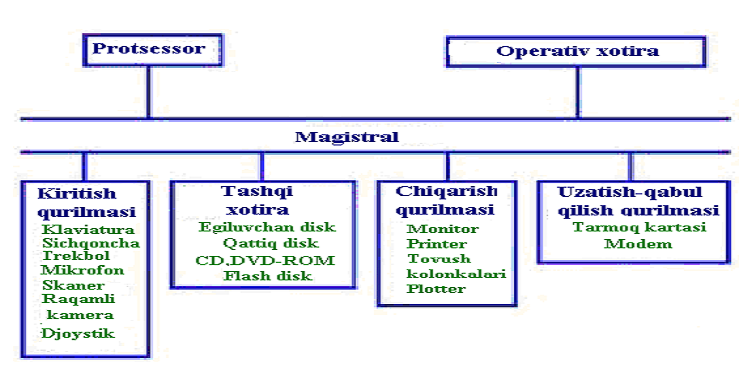 Protsessor
Operativ xotira
Magistral
Kiritish
qurilmasi
Klaviatura
Sichqoncha
Trekbol
Mikrofon
Skaner
Raqamli
kamera
Djoystik
Tashqi
xotira
Egiluvchan disk
Qattiq disk
CD,DVD-ROM
Flash disk
Chiqarish
qurilmasi
Monitor
Printer
Tovush
kolonkalari
Plotter
Uzatish-qabul
qilish qurilmasi
Tarmoq kartasi
Modem